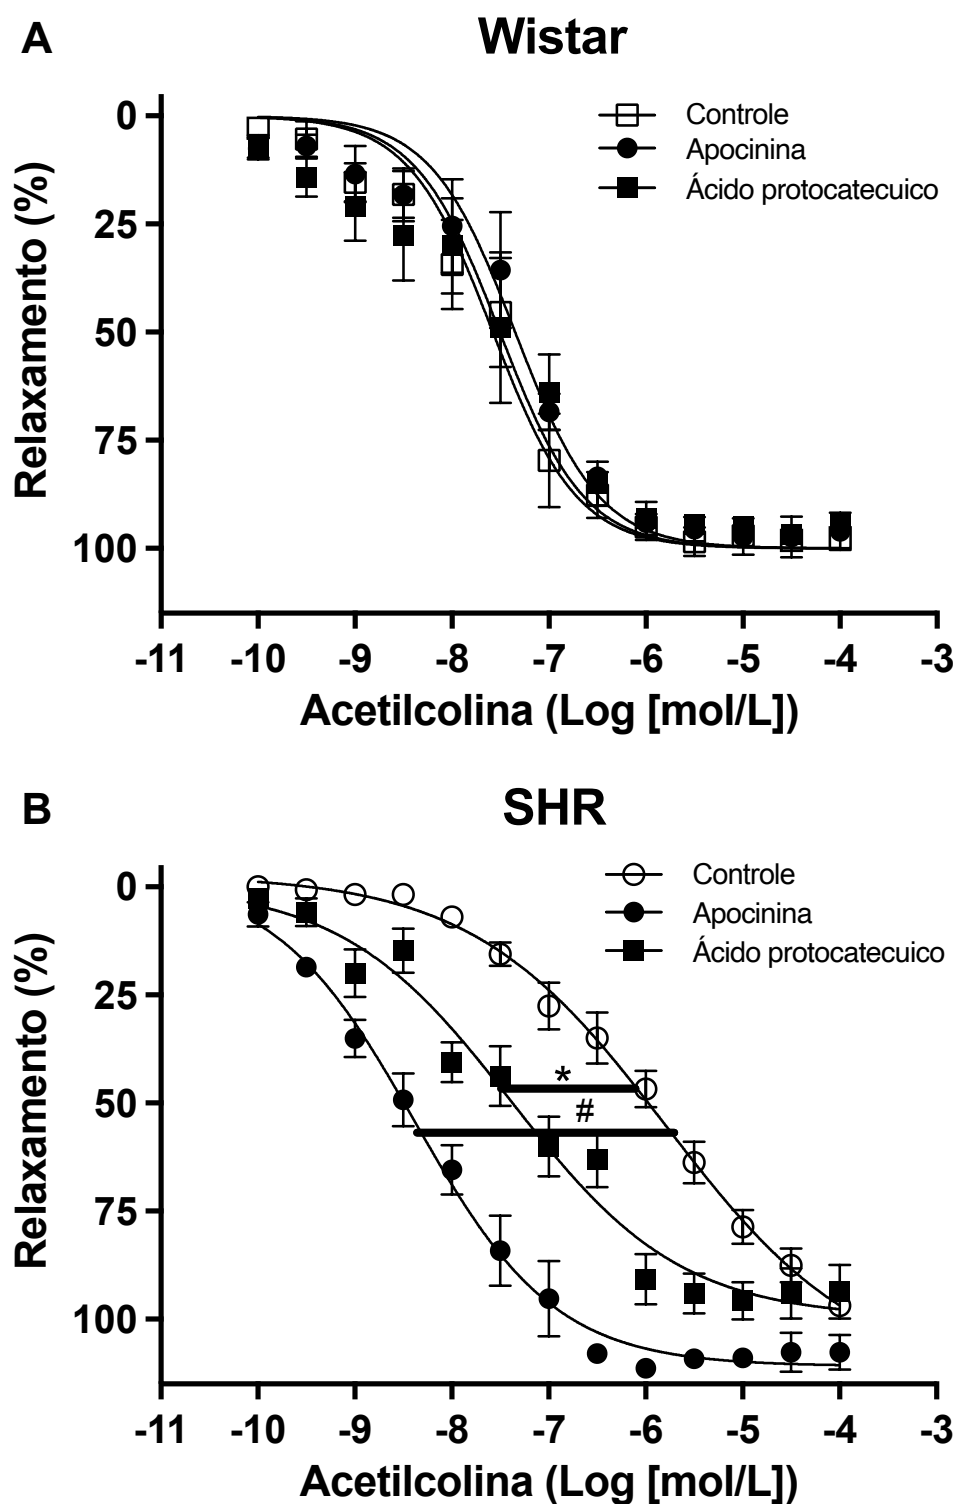 A
Wistar
Controle
Apocinina
Ácido protocatecuico
Relaxamento (%)
0
25
50
75
100
-11 -10 -9 -8 -7 -6 -5 -4 -3
Acetilcolina (Log [mol/L])
B
SHR
Controle
Apocinina
Ácido protocatecuico
Relaxamento (%)
0
25
50
75
100
*
#
-11 -10 -9 -8 -7 -6 -5 -4 -3
Acetilcolina (Log [mol/L])